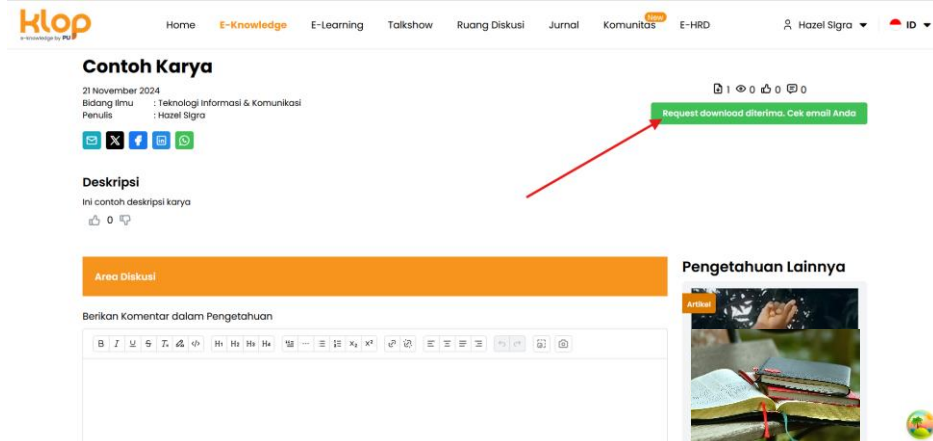 klop
e-knowledge by PU
Home E-Knowledge E-Learning Talkshow Ruang Diskusi Jurnal Komunitas New E-HRD Hazel SIgra ID
Contoh Karya
21 November 2024
Bidang Ilmu : Teknologi Informasi & Komunikasi
Penulis : Hazel SIgra
1 0 0 0
Request download diterima. Cek email Anda
Deskripsi
Ini contoh deskripsi karya
0
Area Diskusi
Berikan Komentar dalam Pengetahuan
B I U S Tx </> H1 H2 H3 H4 x₂ x²
Pengetahuan Lainnya
Artikel